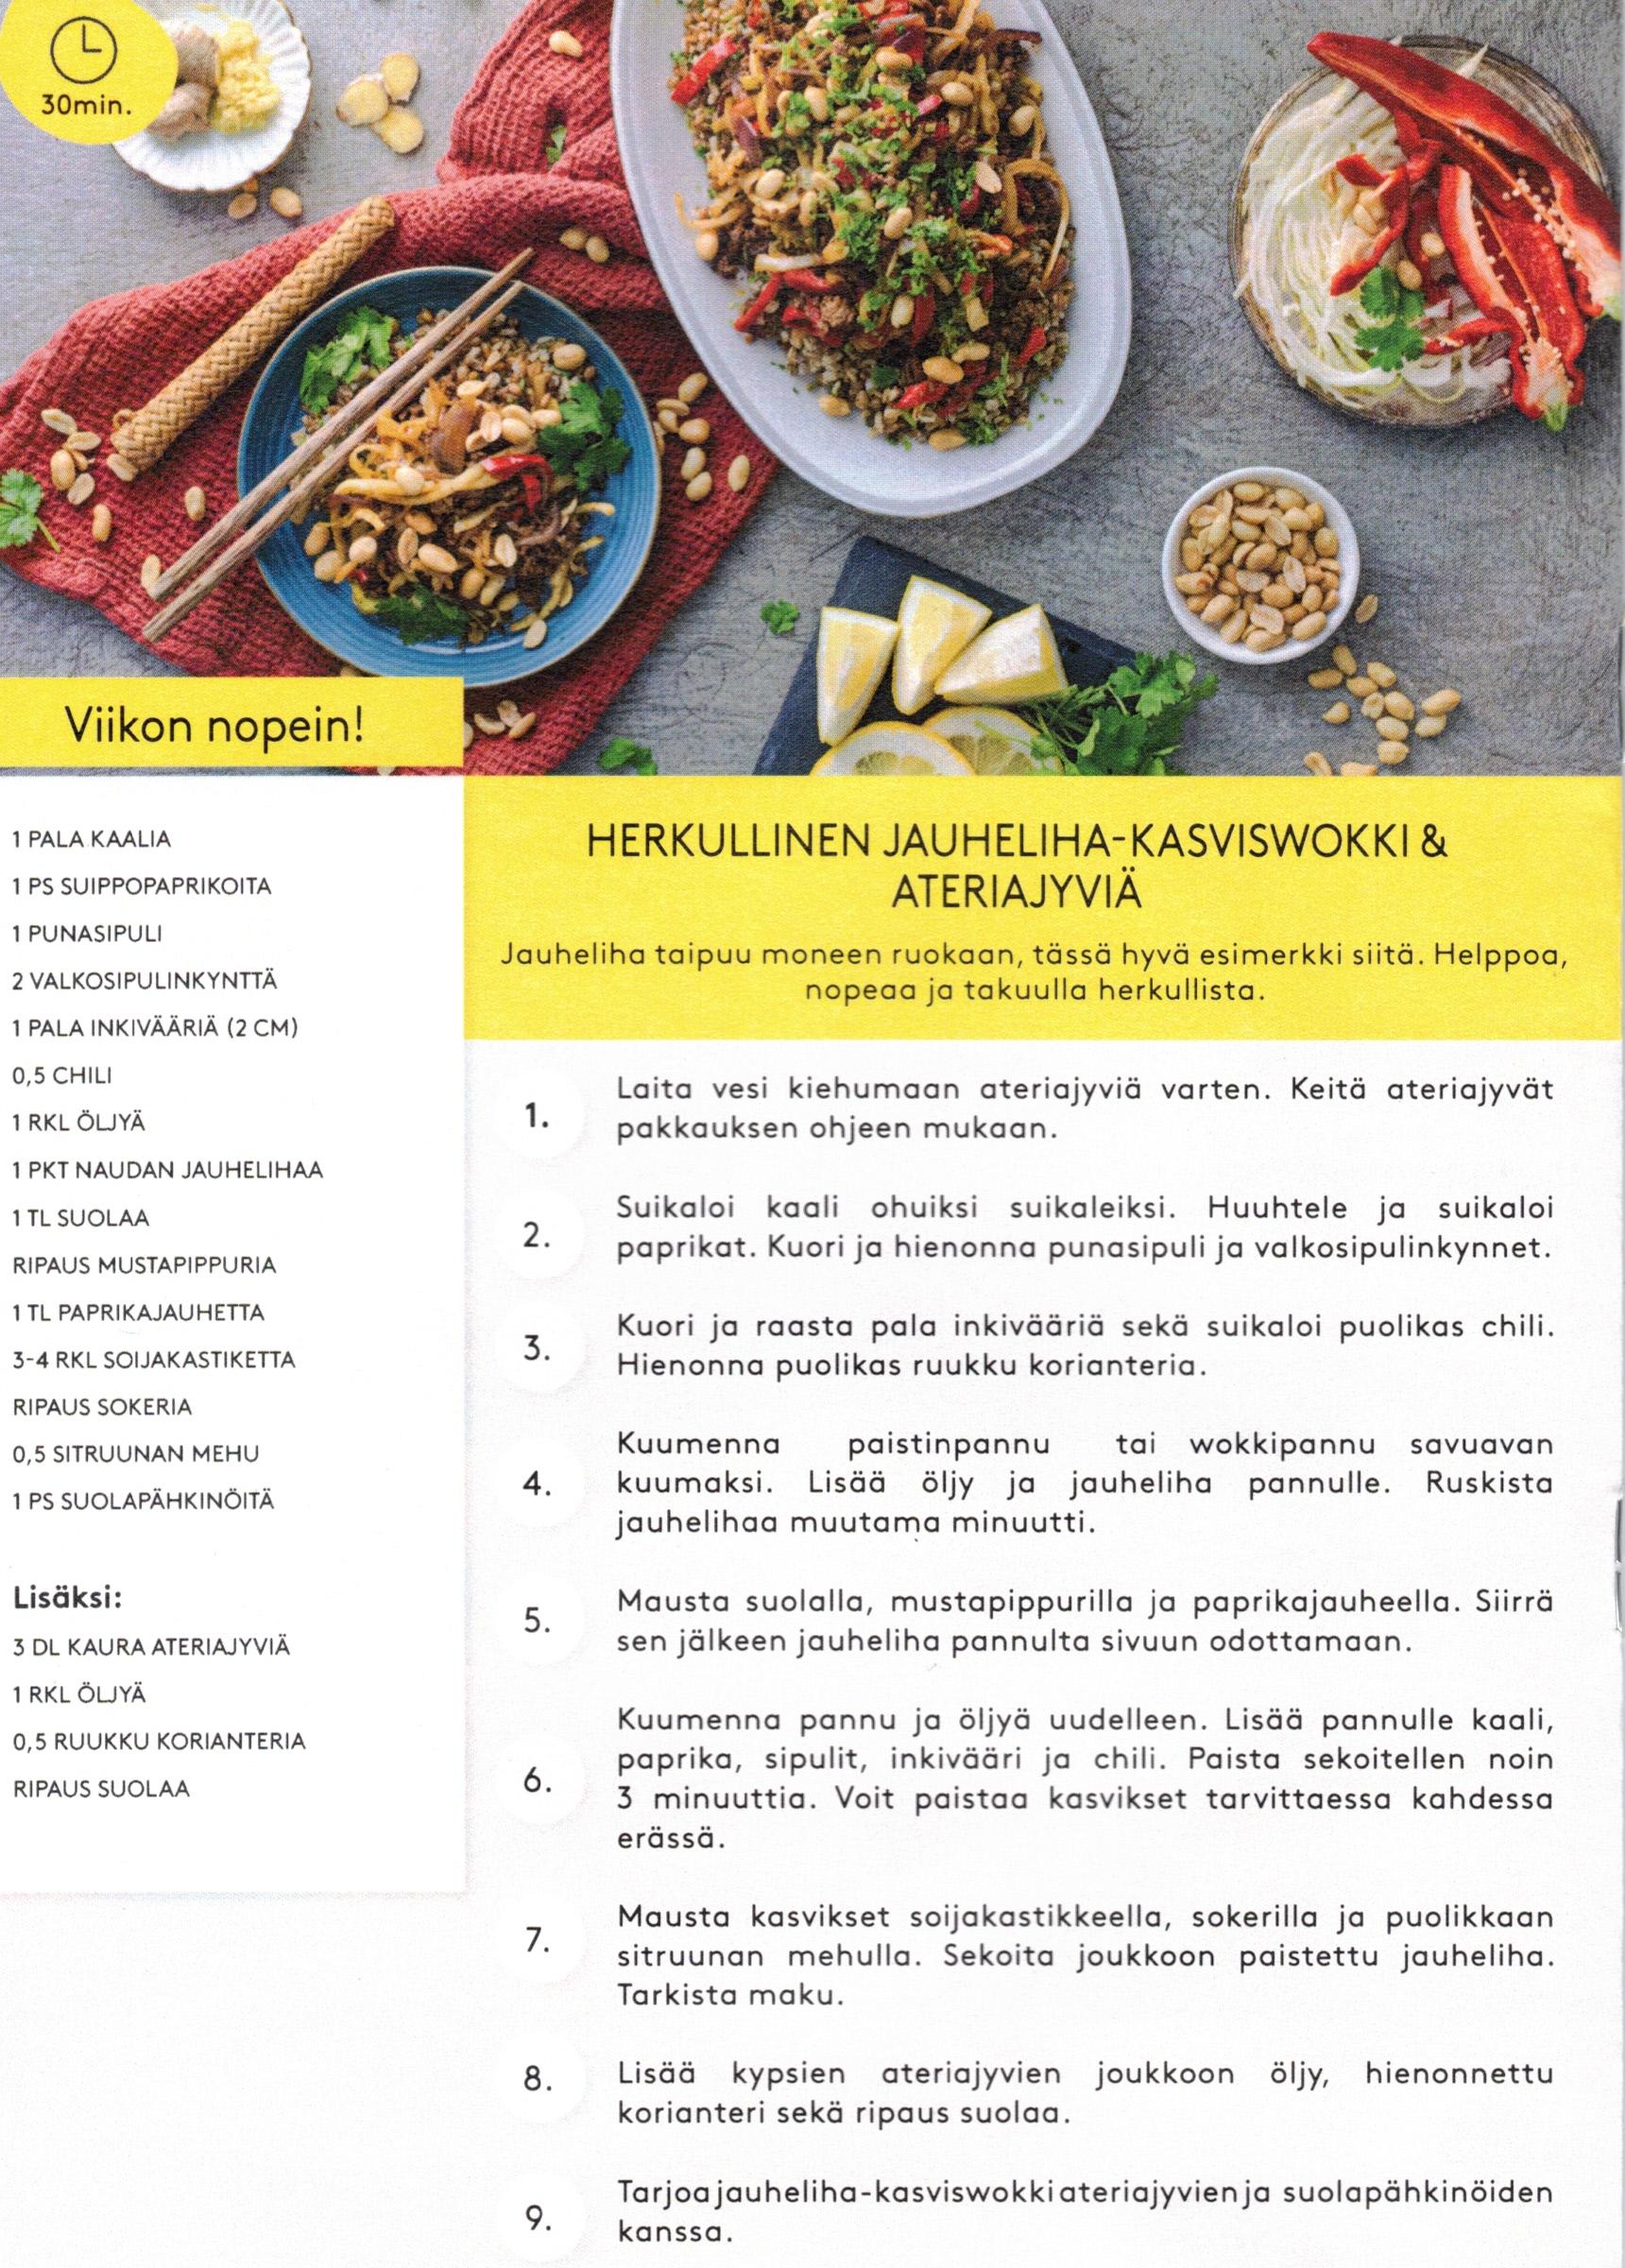 30min.
Viikon nopein!
1 PALA KAALIA
1 PS SUIPPOPAPRIKOITA
1 PUNASIPULI
2 VALKOSIPULINKYNTTÄ
1 PALA INKIVÄÄRIÄ (2 CM)
0,5 CHILI
1 RKL ÖLJYÄ
1 PKT NAUDAN JAUHELIHAA
1 TL SUOLAA
RIPAUS MUSTAPIPPURIA
1 TL PAPRIKAJAUHETTA
3-4 RKL SOIJAKASTIKETTA
RIPAUS SOKERIA
0,5 SITRUUNAN MEHU
1 PS SUOLAPÄHKINÖITÄ
Lisäksi:
3 DL KAURA ATERIAJYVIÄ
1 RKL ÖLJYÄ
0,5 RUUKKU KORIANTERIA
RIPAUS SUOLAA
HERKULLINEN JAUHELIHA-KASVISWOKKI &
ATERIAJYVIÄ
Jauheliha taipuu moneen ruokaan, tässä hyvä esimerkki siitä. Helppoa,
nopeaa ja takuulla herkullista.
1. Laita vesi kiehumaan ateriajyviä varten. Keitä ateriajyvät
pakkauksen ohjeen mukaan.
2. Suikaloi kaali ohuiksi suikaleiksi. Huuhtele ja suikaloi
paprikat. Kuori ja hienonna punasipuli ja valkosipulinkynnet.
3. Kuori ja raasta pala inkivääriä sekä suikaloi puolikas chili.
Hienonna puolikas ruukku korianteria.
4. Kuumenna paistinpannu tai wokkipannu savuavan
kuumaksi. Lisää öljy ja jauheliha pannulle. Ruskista
jauhelihaa muutama minuutti.
5. Mausta suolalla, mustapippurilla ja paprikajauheella. Siirrä
sen jälkeen jauheliha pannulta sivuun odottamaan.
6. Kuumenna pannu ja öljyä uudelleen. Lisää pannulle kaali,
paprika, sipulit, inkivääri ja chili. Paista sekoitellen noin
3 minuuttia. Voit paistaa kasvikset tarvittaessa kahdessa
erässä.
7. Mausta kasvikset soijakastikkeella, sokerilla ja puolikkaan
sitruunan mehulla. Sekoita joukkoon paistettu jauheliha.
Tarkista maku.
8. Lisää kypsien ateriajyvien joukkoon öljy, hienonnettu
korianteri sekä ripaus suolaa.
9. Tarjoa jauheliha-kasviswokki ateriajyvien ja suolapähkinöiden
kanssa.